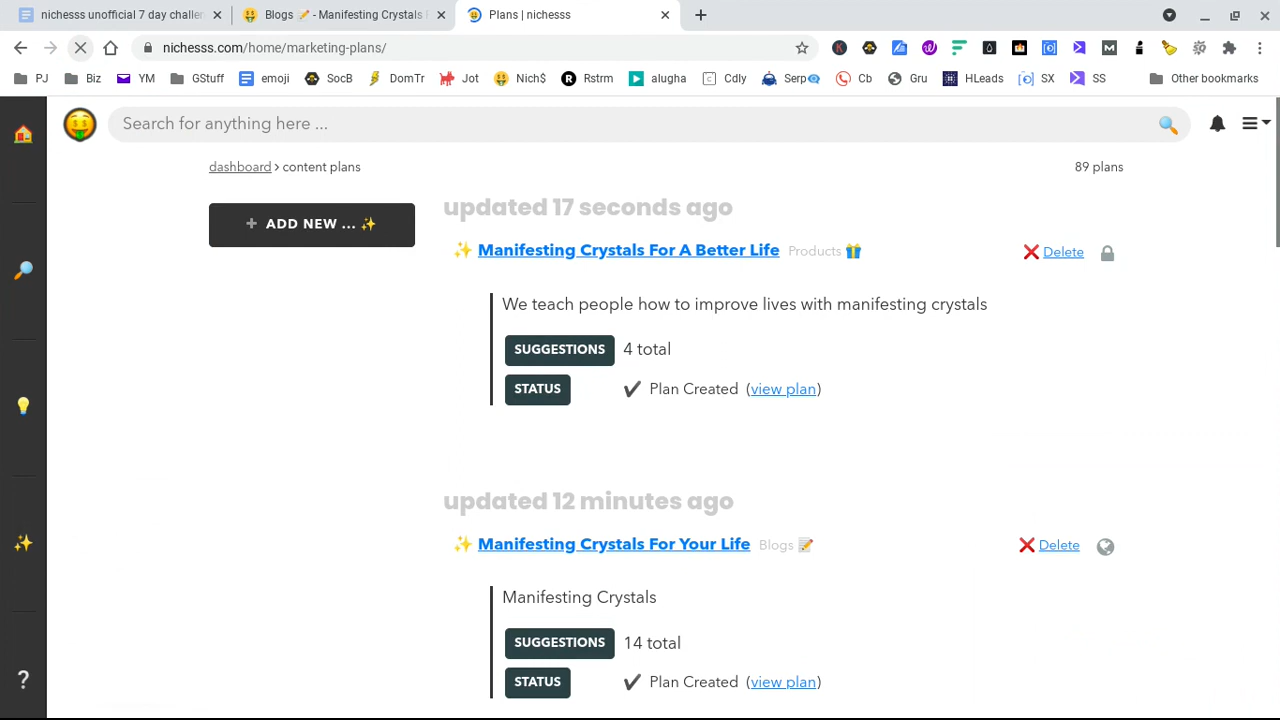 nichesss unofficial 7 day challen
Blogs 📝 - Manifesting Crystals F
Plans | nichesss
nichesss.com/home/marketing-plans/
PJ
Biz
YM
GStuff
emoji
SocB
DomTr
Jot
Nich$
Rstrm
alugha
Cdly
Serp
Cb
Gru
HLeads
SX
SS
Other bookmarks
Search for anything here ...
dashboard › content plans
89 plans
+ ADD NEW ... ✨
updated 17 seconds ago
✨ Manifesting Crystals For A Better Life Products 🎁
❌ Delete
We teach people how to improve lives with manifesting crystals
SUGGESTIONS 4 total
STATUS ✔ Plan Created (view plan)
updated 12 minutes ago
✨ Manifesting Crystals For Your Life Blogs 📝
❌ Delete
Manifesting Crystals
SUGGESTIONS 14 total
STATUS ✔ Plan Created (view plan)
?